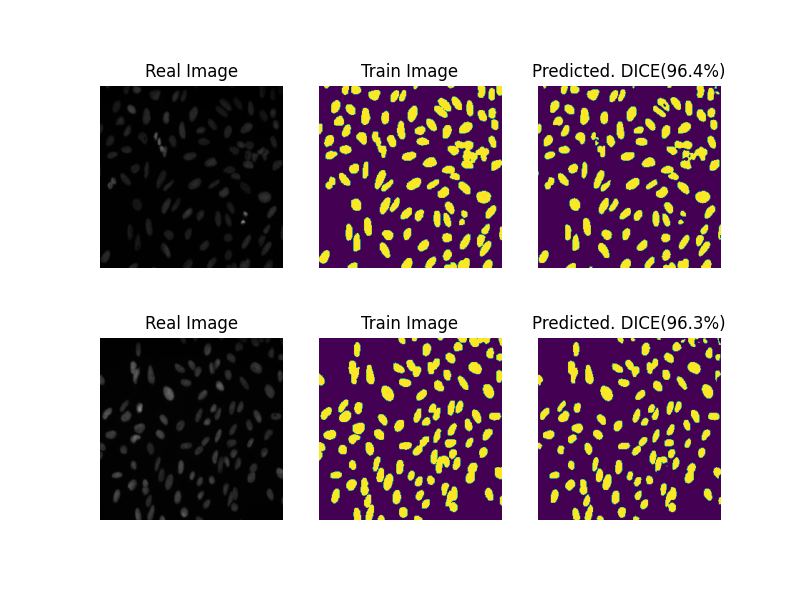 Real Image
Train Image
Predicted. DICE(96.4%)
Real Image
Train Image
Predicted. DICE(96.3%)